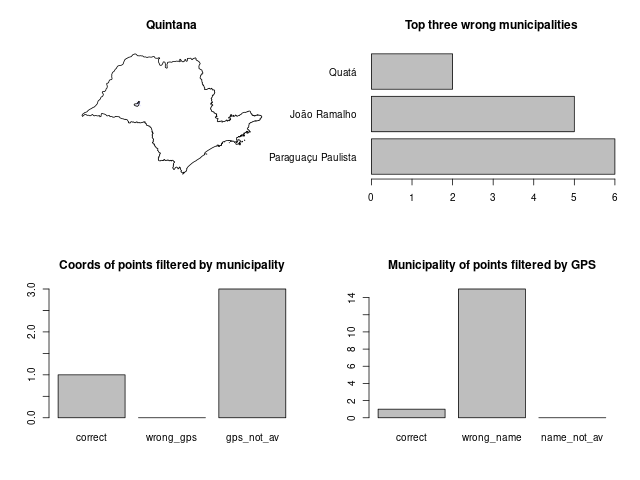 Quintana
Top three wrong municipalities
Quatá
João Ramalho
Paraguaçu Paulista
0 1 2 3 4 5 6
Coords of points filtered by municipality
3.0
2.0
1.0
0.0
correct wrong_gps gps_not_av
Municipality of points filtered by GPS
14
10
8
6
4
2
0
correct wrong_name name_not_av